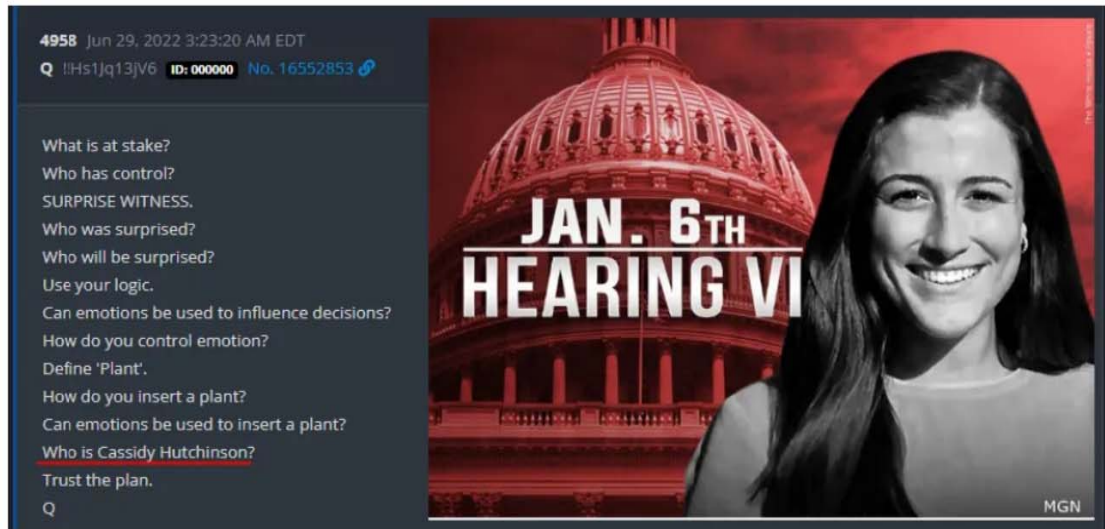 4958 Jun 29, 2022 3:23:20 AM EDT
Q !!Hs1Jq13jV6 ID: 000000 No. 16552853
What is at stake?
Who has control?
SURPRISE WITNESS.
Who was surprised?
Who will be surprised?
Use your logic.
Can emotions be used to influence decisions?
How do you control emotion?
Define 'Plant'.
How do you insert a plant?
Can emotions be used to insert a plant?
Who is Cassidy Hutchinson?
Trust the plan.
Q
JAN. 6TH
HEARING VI
MGN